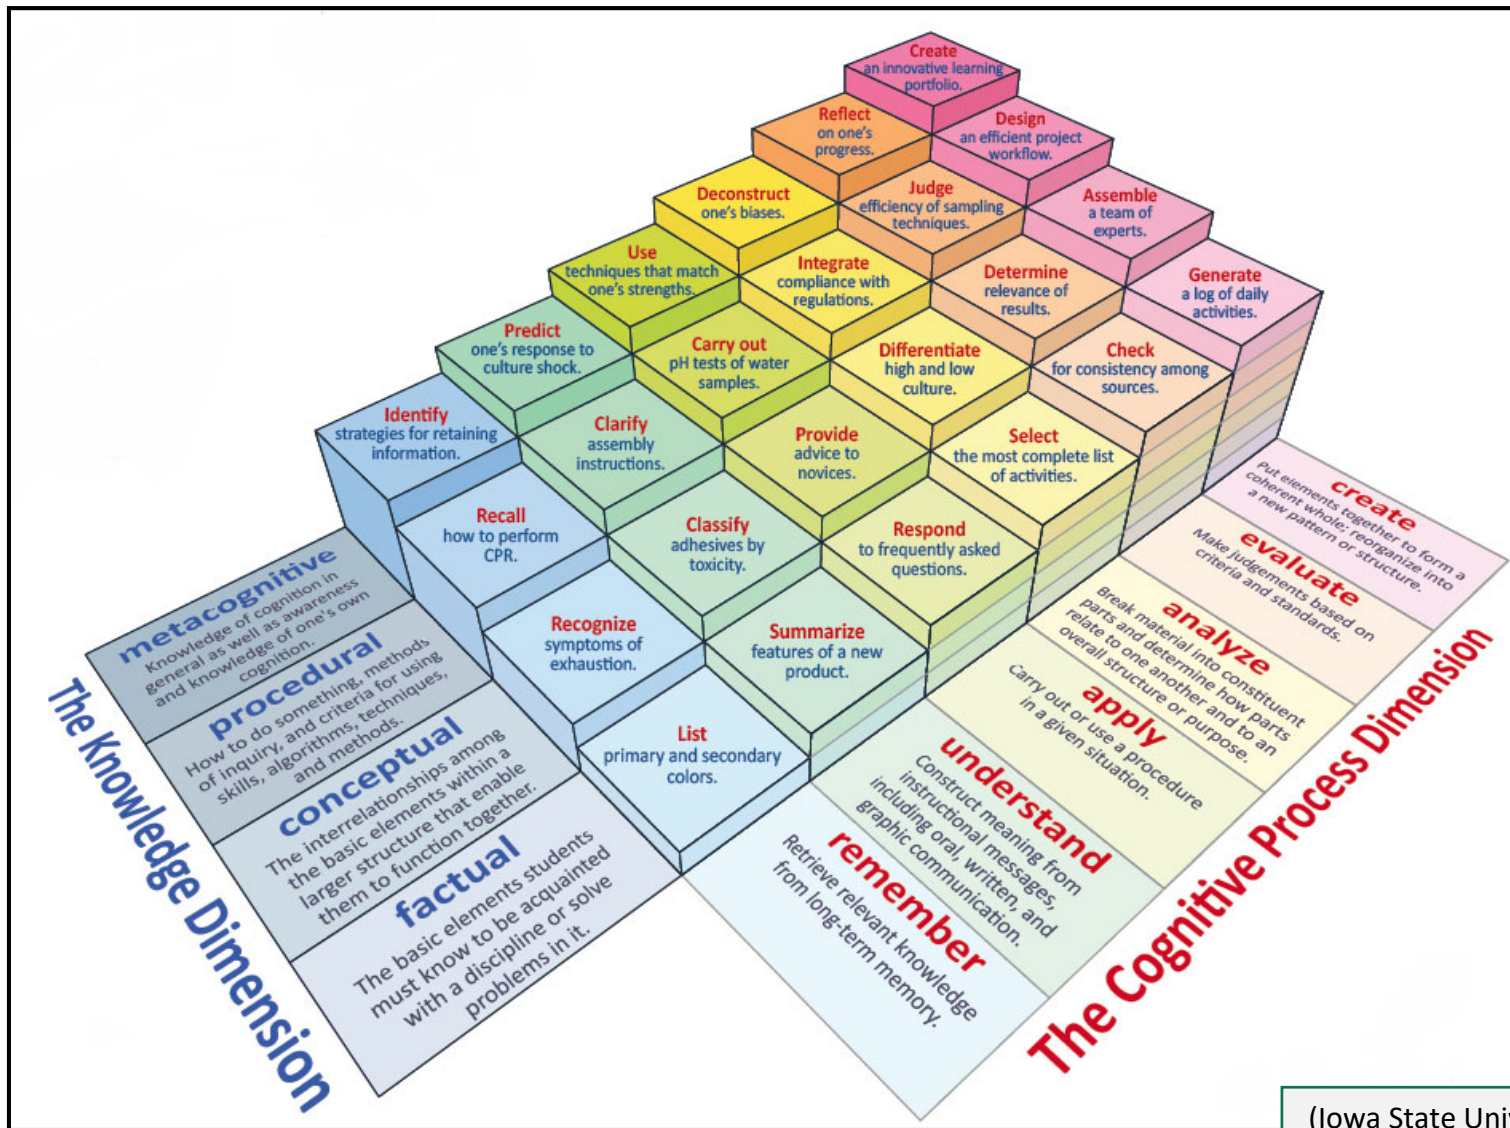 Create
an innovative learning
portfolio.
Reflect
on one's
progress.
Design
an efficient project
workflow.
Deconstruct
one's biases.
Judge
efficiency of sampling
techniques.
Assemble
a team of
experts.
Use
techniques that match
one's strengths.
Integrate
compliance with
regulations.
Determine
relevance of
results.
Generate
a log of daily
activities.
Predict
one's response to
culture shock.
Carry out
pH tests of water
samples.
Differentiate
high and low
culture.
Check
for consistency among
sources.
Identify
strategies for retaining
information.
Clarify
assembly
instructions.
Provide
advice to
novices.
Select
the most complete list
of activities.
Recall
how to perform
CPR.
Classify
adhesives by
toxicity.
Respond
to frequently asked
questions.
Recognize
symptoms of
exhaustion.
Summarize
features of a new
product.
List
primary and secondary
colors.
metacognitive
Knowledge of cognition in
general as well as awareness
and knowledge of one's own
cognition.
procedural
How to do something, methods
of inquiry, and criteria for using
skills, algorithms, techniques,
and methods.
conceptual
The interrelationships among
the basic elements within a
larger structure that enable
them to function together.
factual
The basic elements students
must know to be acquainted
with a discipline or solve
problems in it.
The Knowledge Dimension
remember
Retrieve relevant knowledge
from long-term memory.
understand
Construct meaning from
instructional messages,
including oral, written, and
graphic communication.
apply
Carry out or use a procedure
in a given situation.
analyze
Break material into constituent
parts and determine how parts
relate to one another and to an
overall structure or purpose.
evaluate
Make judgements based on
criteria and standards.
create
Put elements together to form a
coherent whole; reorganize into
a new pattern or structure.
The Cognitive Process Dimension
(Iowa State Univ